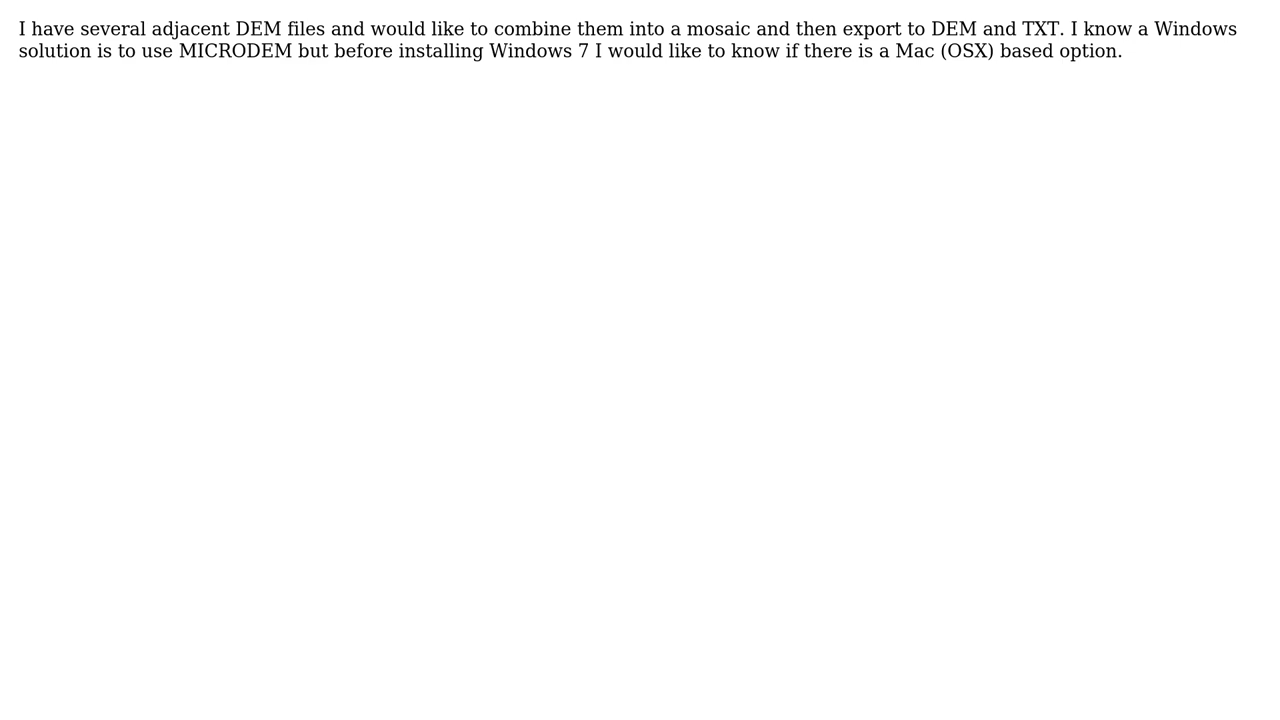 I have several adjacent DEM files and would like to combine them into a mosaic and then export to DEM and TXT. I know a Windows
solution is to use MICRODEM but before installing Windows 7 I would like to know if there is a Mac (OSX) based option.